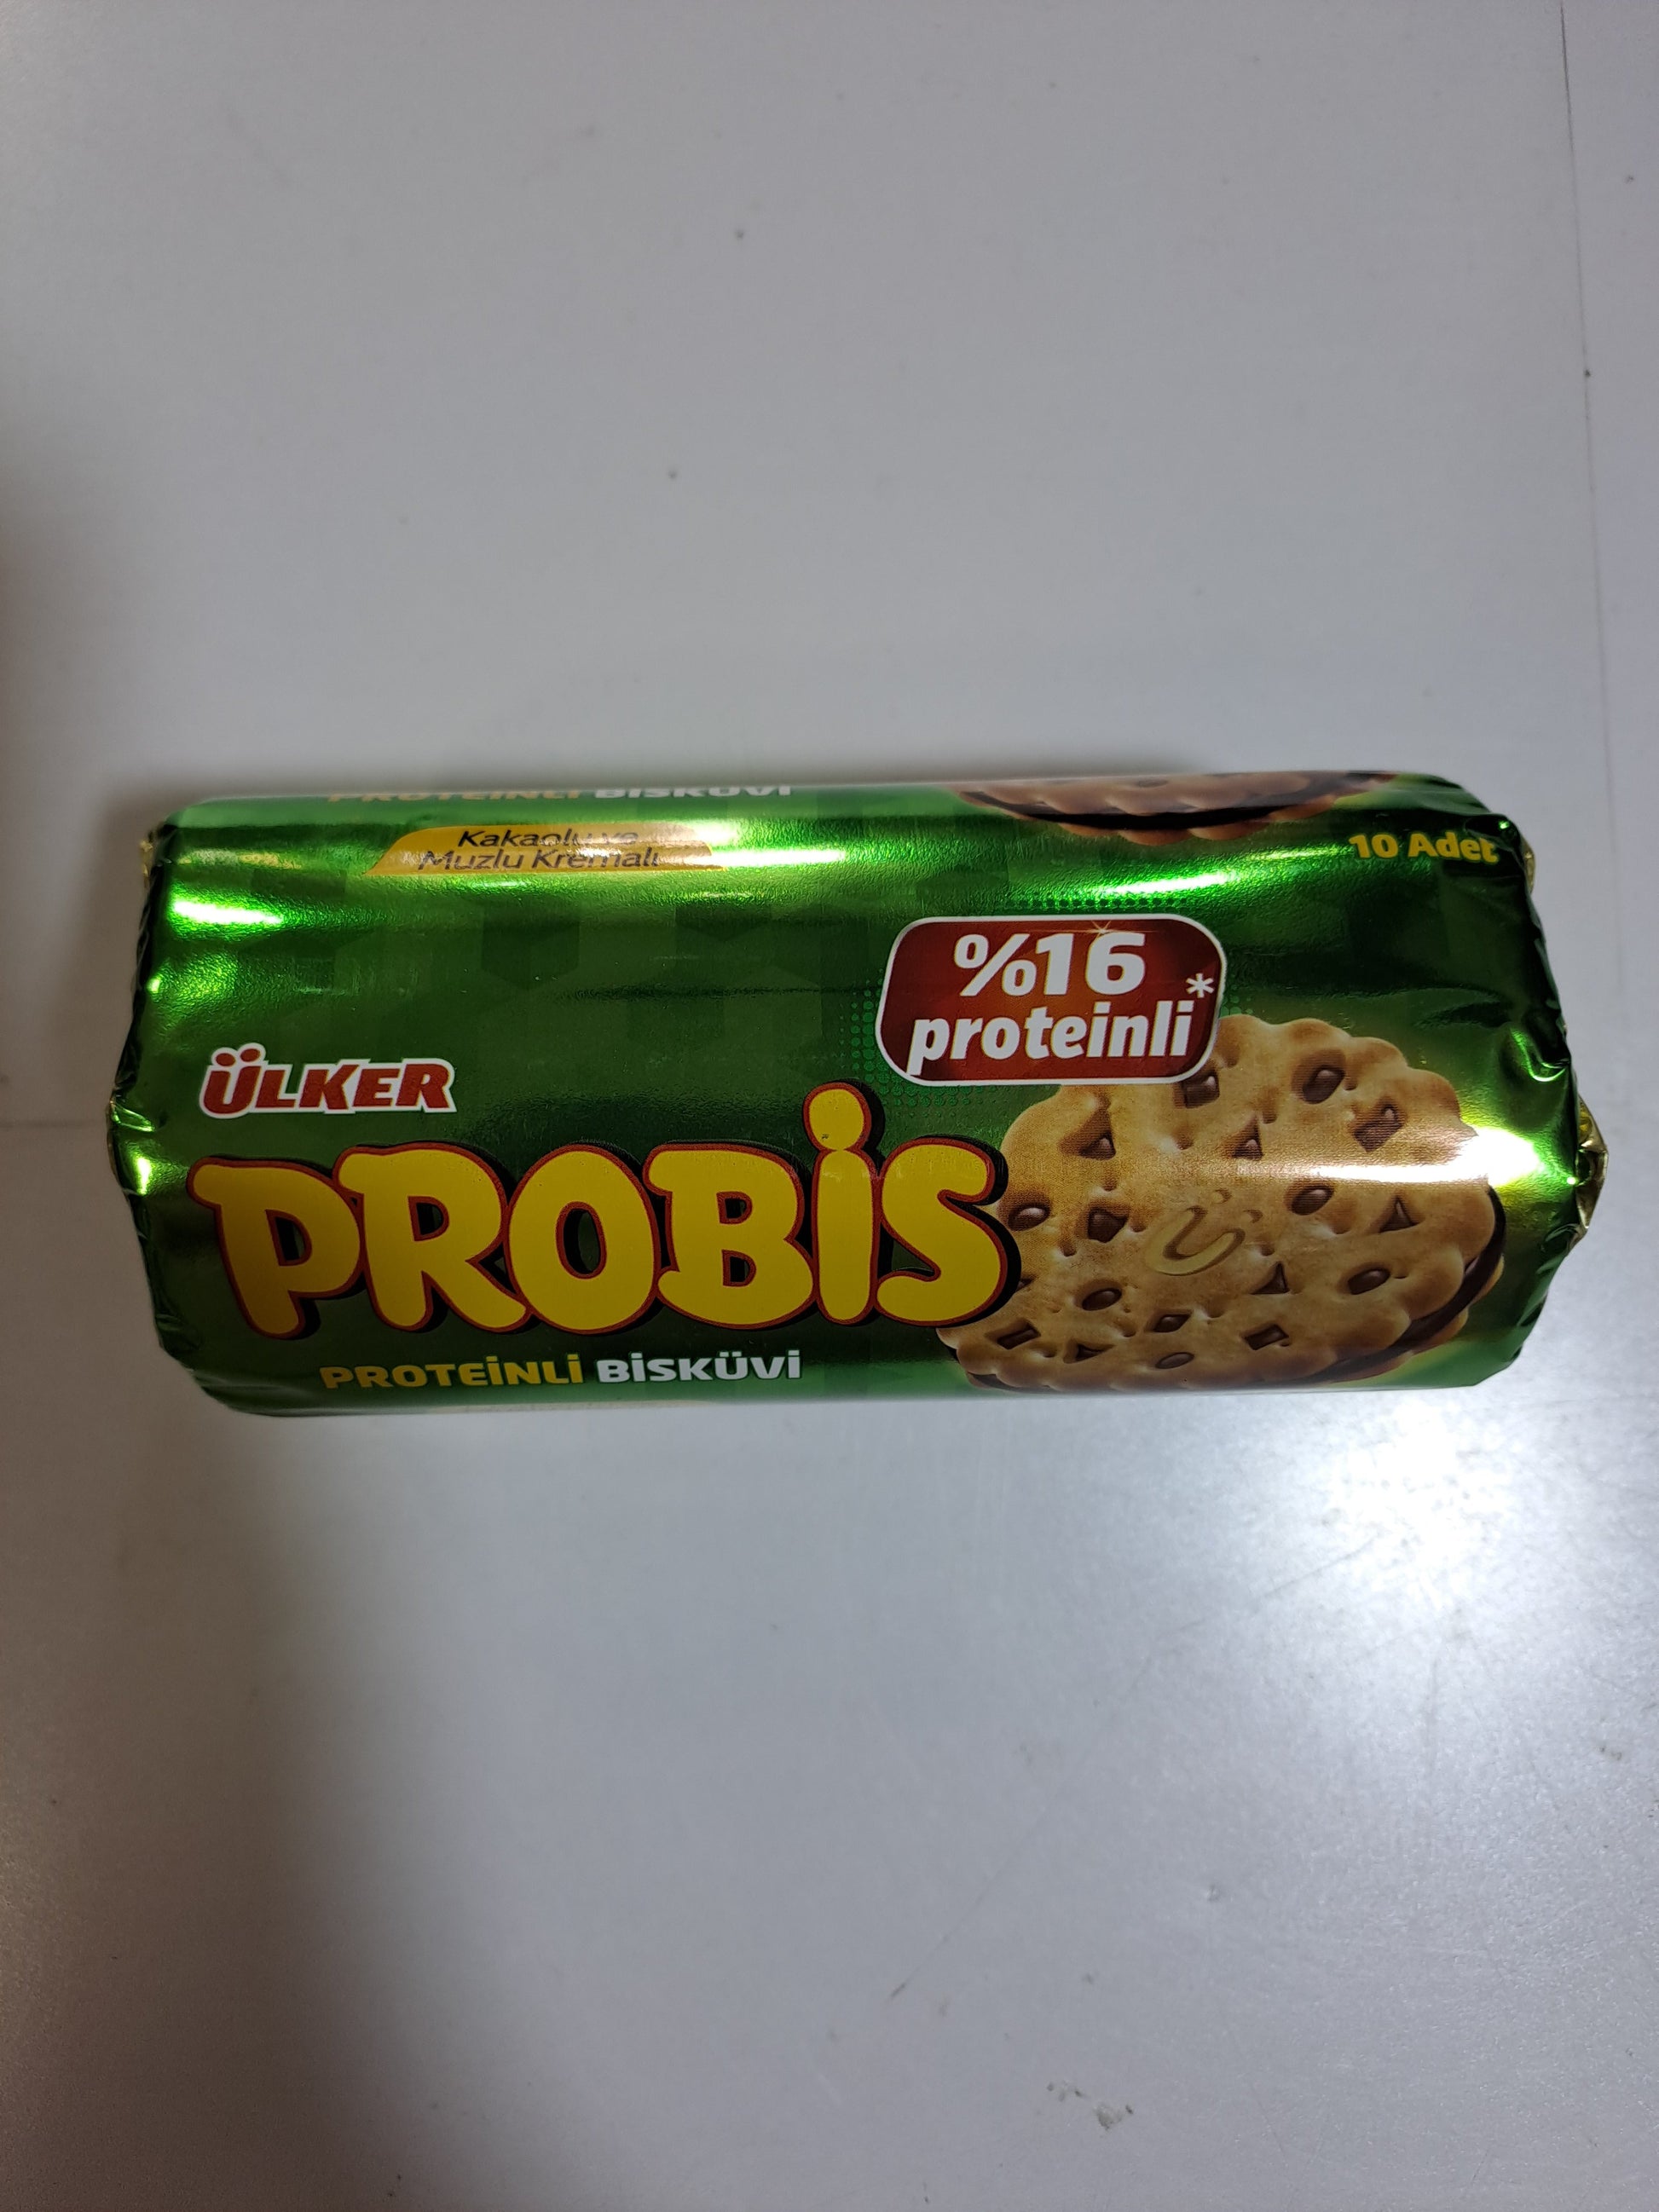 PROTEİNLİ BİSKÜVİ
Kakaolu ve
Muzlu Kremalı
10 Adet
%16
proteinli*
ÜLKER
PROBİS
PROTEİNLİ BİSKÜVİ